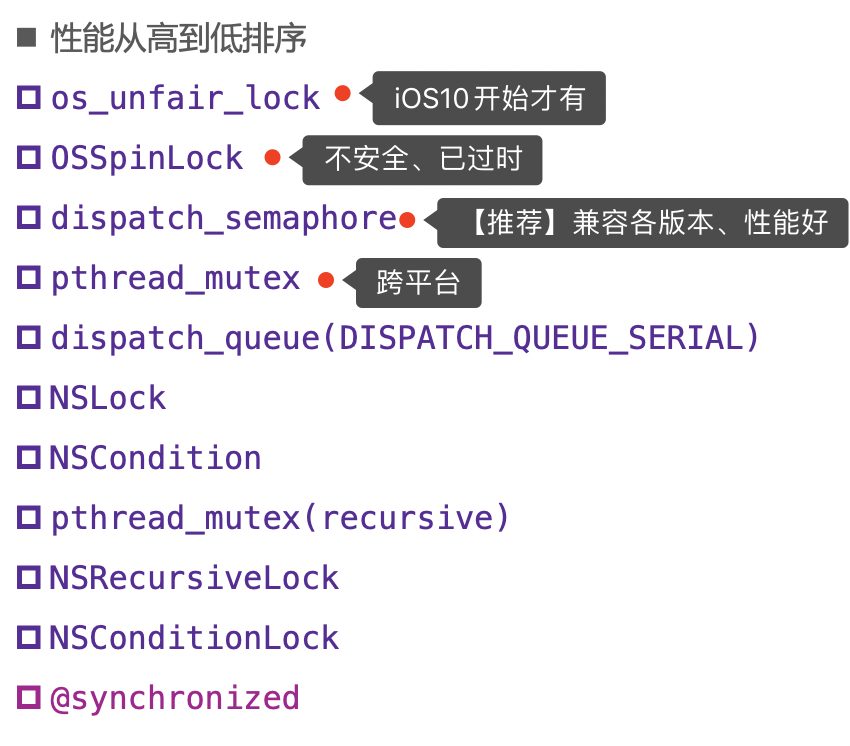 性能从高到低排序
os_unfair_lock iOS10开始才有
OSSpinLock 不安全、已过时
dispatch_semaphore 【推荐】兼容各版本、性能好
pthread_mutex 跨平台
dispatch_queue(DISPATCH_QUEUE_SERIAL)
NSLock
NSCondition
pthread_mutex(recursive)
NSRecursiveLock
NSConditionLock
@synchronized